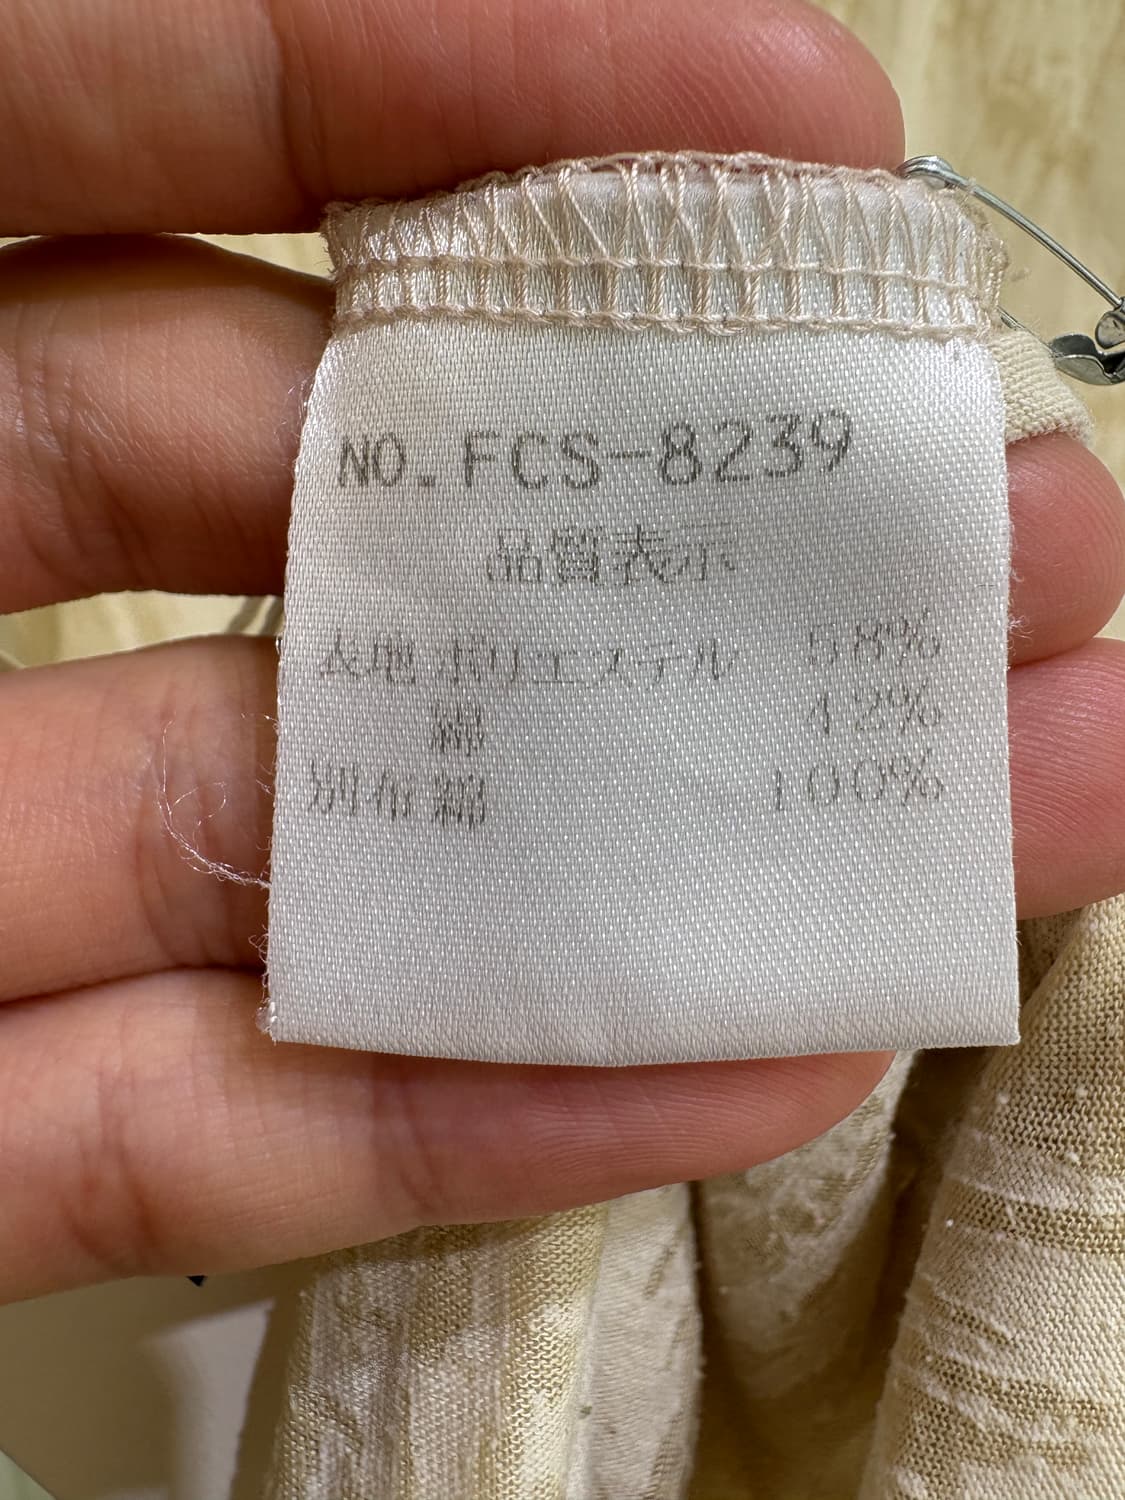 NO.FCS-8239
品質表示
表地 ポリエステル 58%
綿 42%
別布 綿 100%